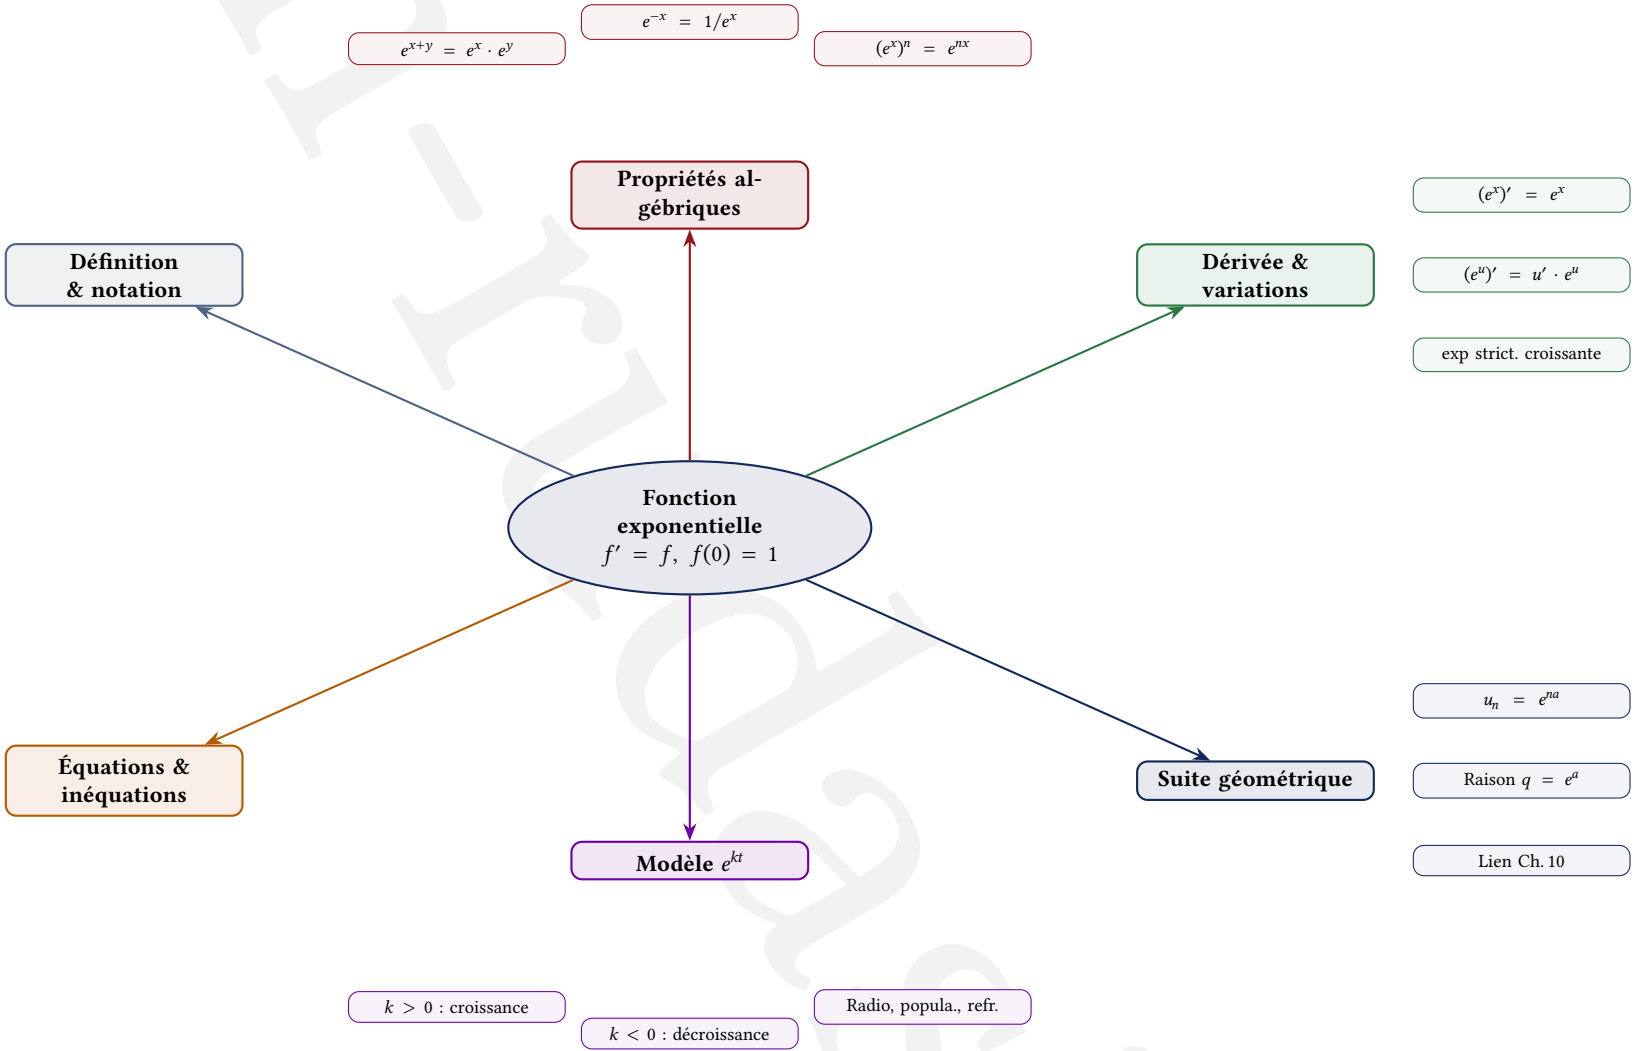 e^{-x} = 1/e^x
e^{x+y} = e^x · e^y
(e^x)^n = e^{nx}
Propriétés al-
gébriques
(e^x)′ = e^x
Définition
& notation
Dérivée &
variations
(e^u)′ = u′ · e^u
exp strict. croissante
Fonction
exponentielle
f′ = f, f(0) = 1
u_n = e^{na}
Équations &
inéquations
Suite géométrique
Raison q = e^a
Modèle e^{kt}
Lien Ch. 10
k > 0 : croissance
k < 0 : décroissance
Radio, popula., refr.